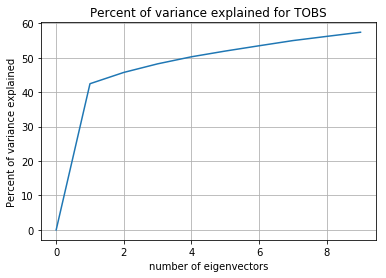 Percent of variance explained for TOBS
Percent of variance explained
60
50
40
30
20
10
0
0 2 4 6 8
number of eigenvectors